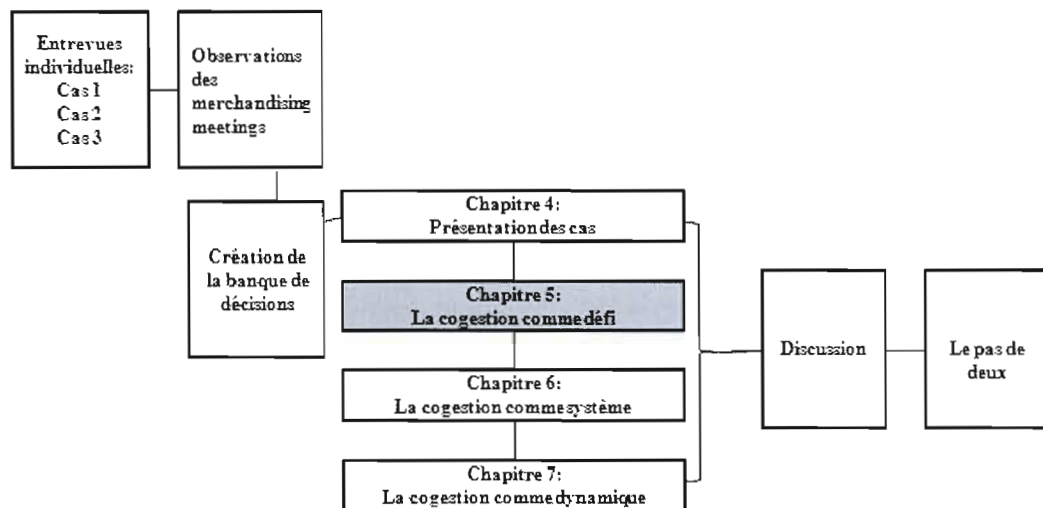 Entrevues
individuelles:
Cas 1
Cas 2
Cas 3
Observations
des
merchandising
meetings
Création de
la banque de
décisions
Chapitre 4:
Présentation des cas
Chapitre 5:
La cogestion comme défi
Chapitre 6:
La cogestion comme système
Chapitre 7:
La cogestion comme dynamique
Discussion
Le pas de
deux